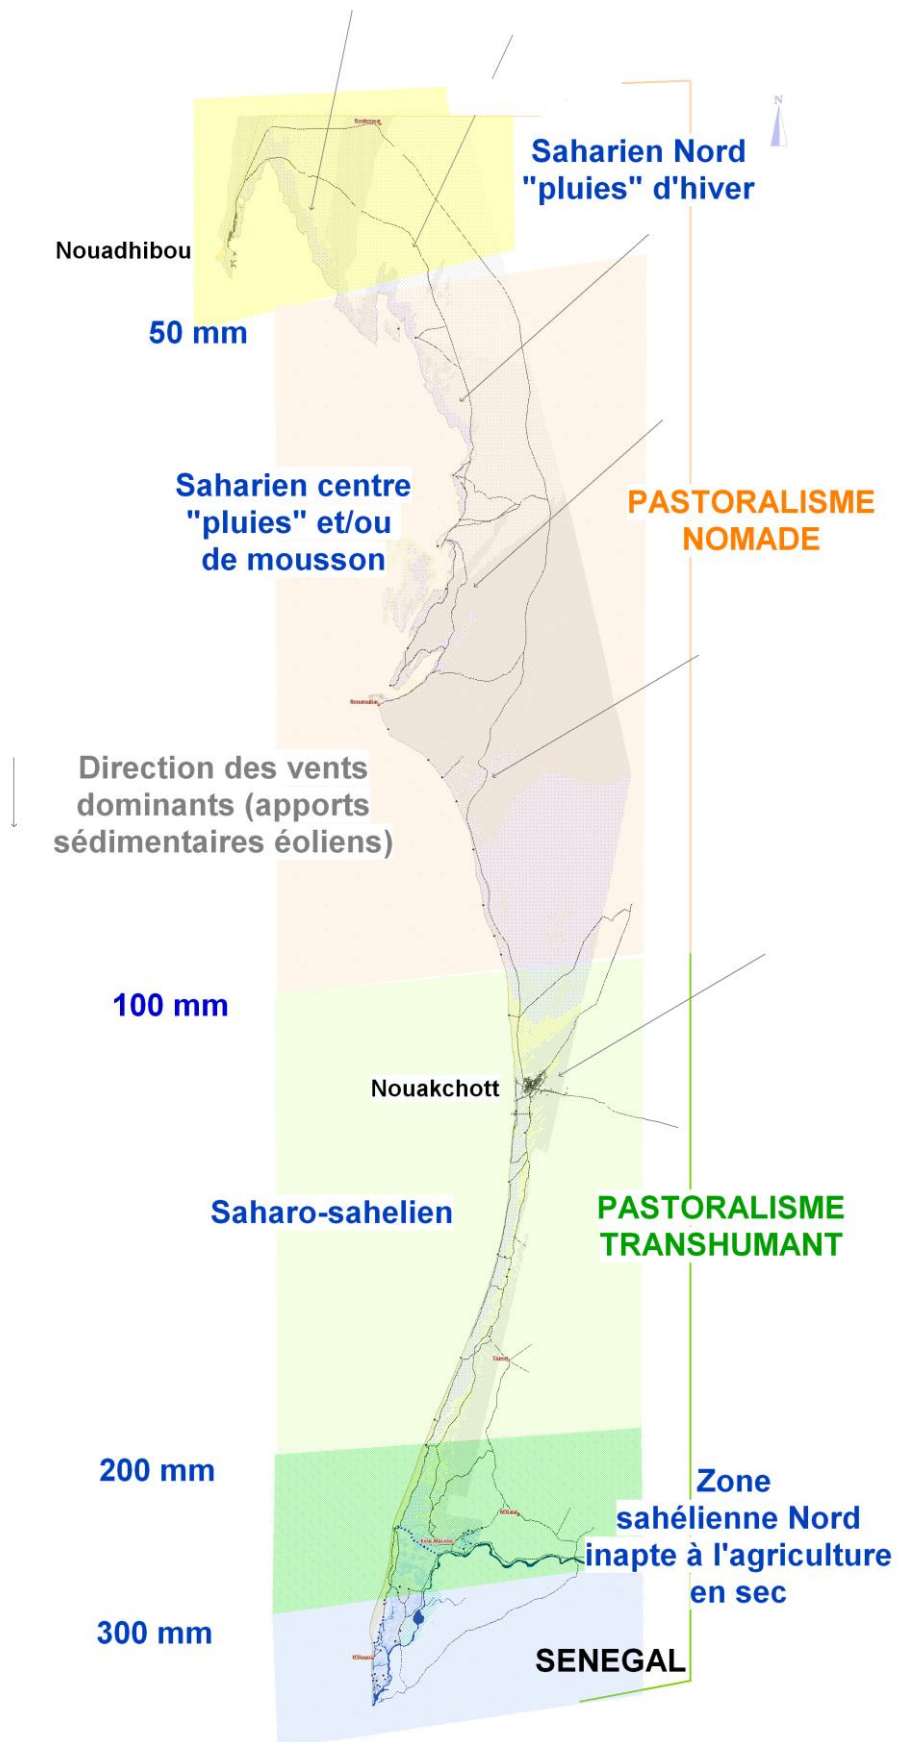 N
Saharien Nord
"pluies" d'hiver
Nouadhibou
50 mm
Saharien centre
"pluies" et/ou
de mousson
PASTORALISME
NOMADE
Direction des vents
dominants (apports
sédimentaires éoliens)
100 mm
Nouakchott
Saharo-sahelien
PASTORALISME
TRANSHUMANT
200 mm
Zone
sahélienne Nord
inapte à l'agriculture
en sec
300 mm
SENEGAL